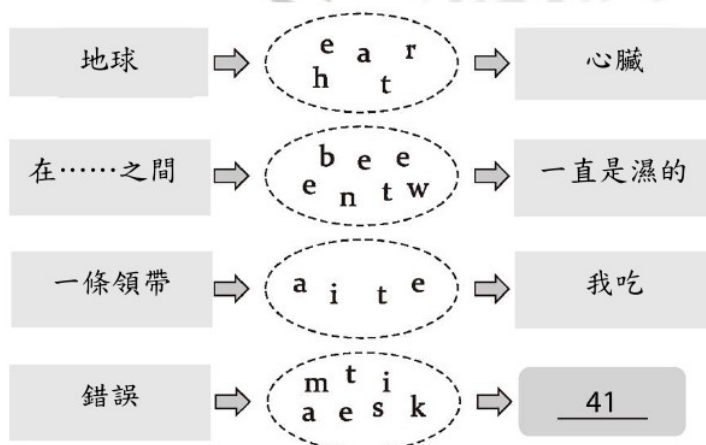 地球 e a r h t 心臟
在……之間 b e e e n t w 一直是濕的
一條領帶 a i t e 我吃
錯誤 m t i a e s k 41